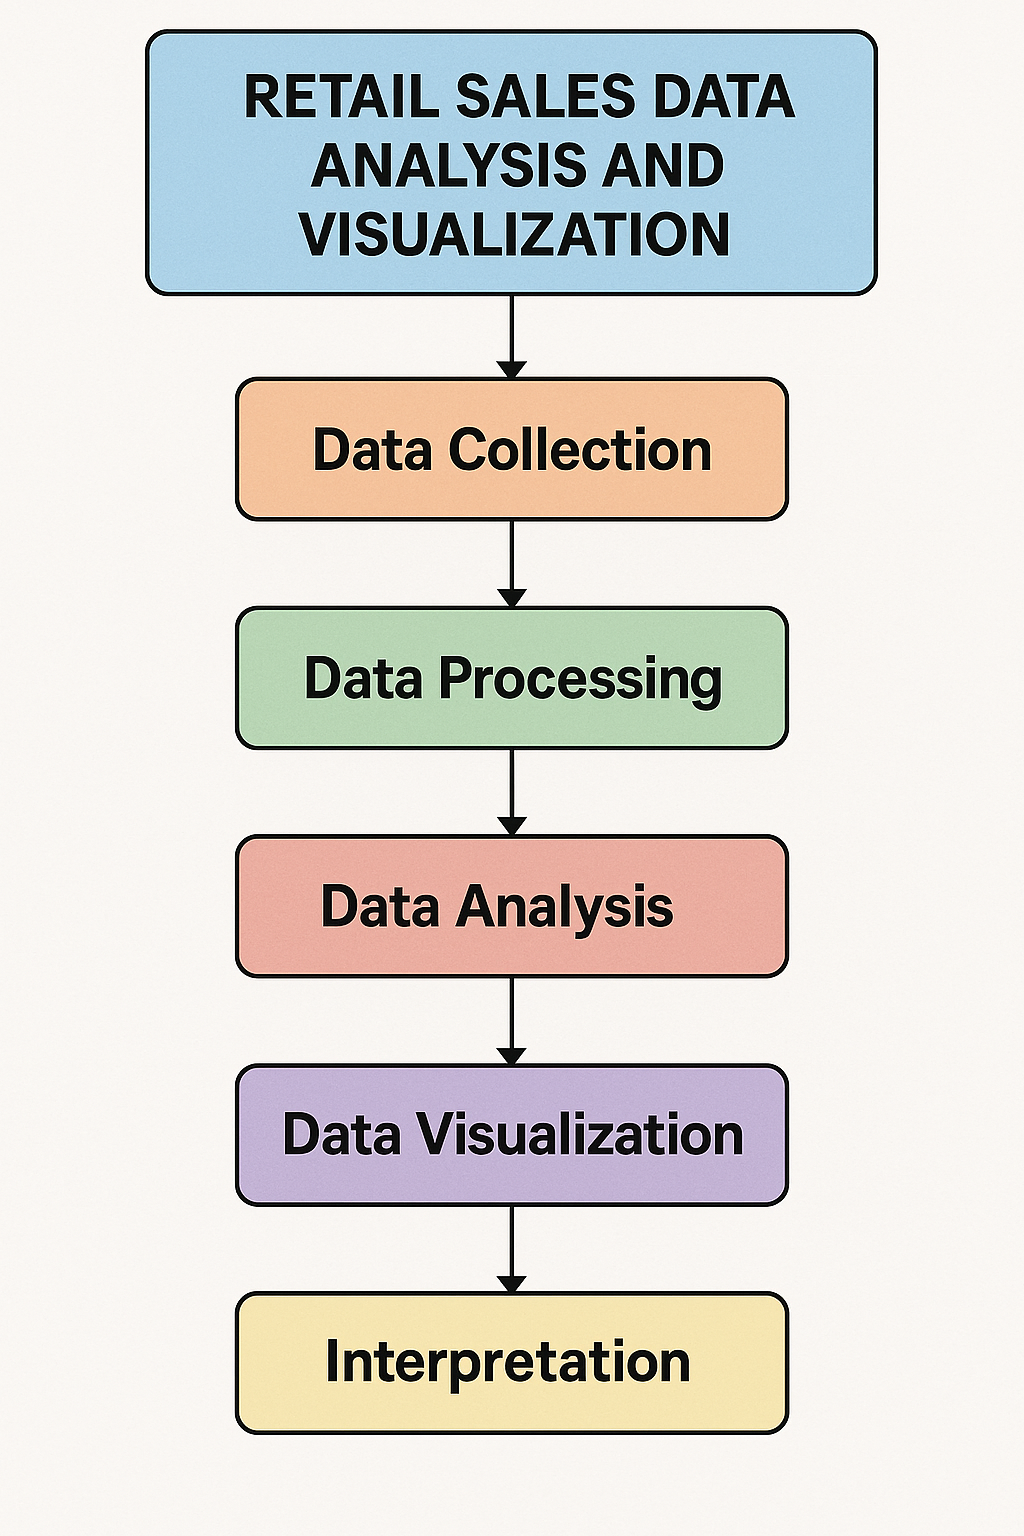 RETAIL SALES DATA
ANALYSIS AND
VISUALIZATION
Data Collection
Data Processing
Data Analysis
Data Visualization
Interpretation